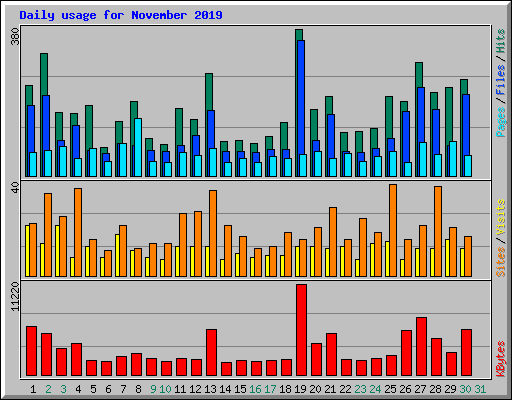 Daily usage for November 2019
380
Pages / Files / Hits
40
Sites / Visits
11220
KBytes
1 2 3 4 5 6 7 8 9 10 11 12 13 14 15 16 17 18 19 20 21 22 23 24 25 26 27 28 29 30 31